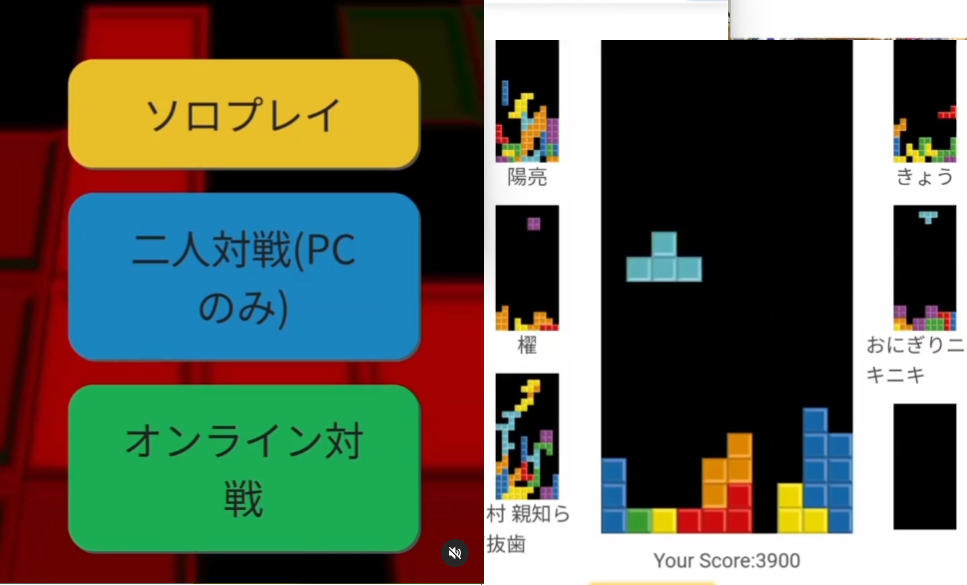 ソロプレイ
二人対戦(PC
のみ)
オンライン対
戦
陽亮
櫂
村 親知ら
抜歯
きょう
おにぎりニ
キニキ
Your Score:3900